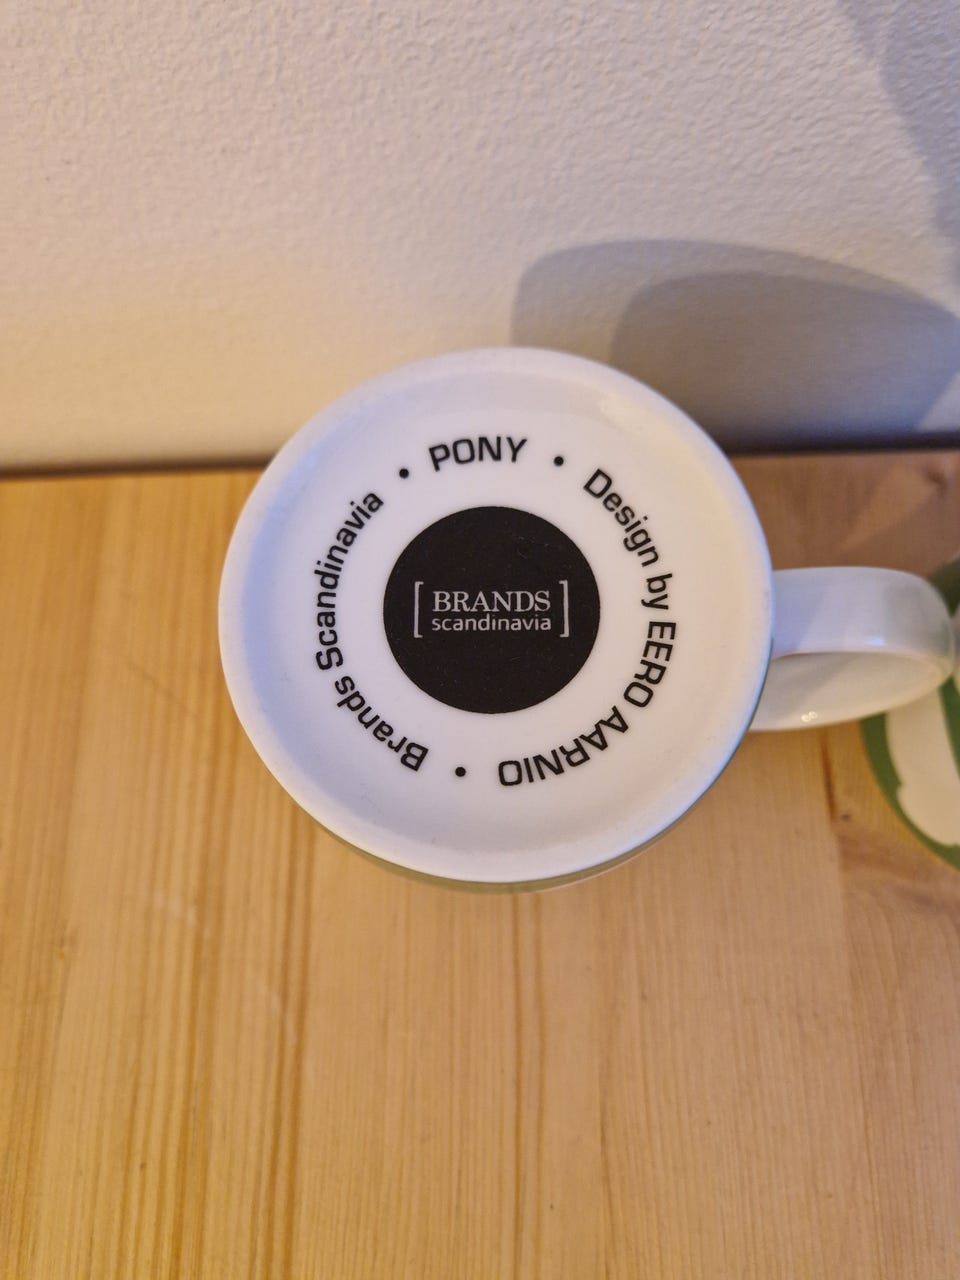 PONY • Design by EERO AARNIO • Brands Scandinavia •
[BRANDS
scandinavia]